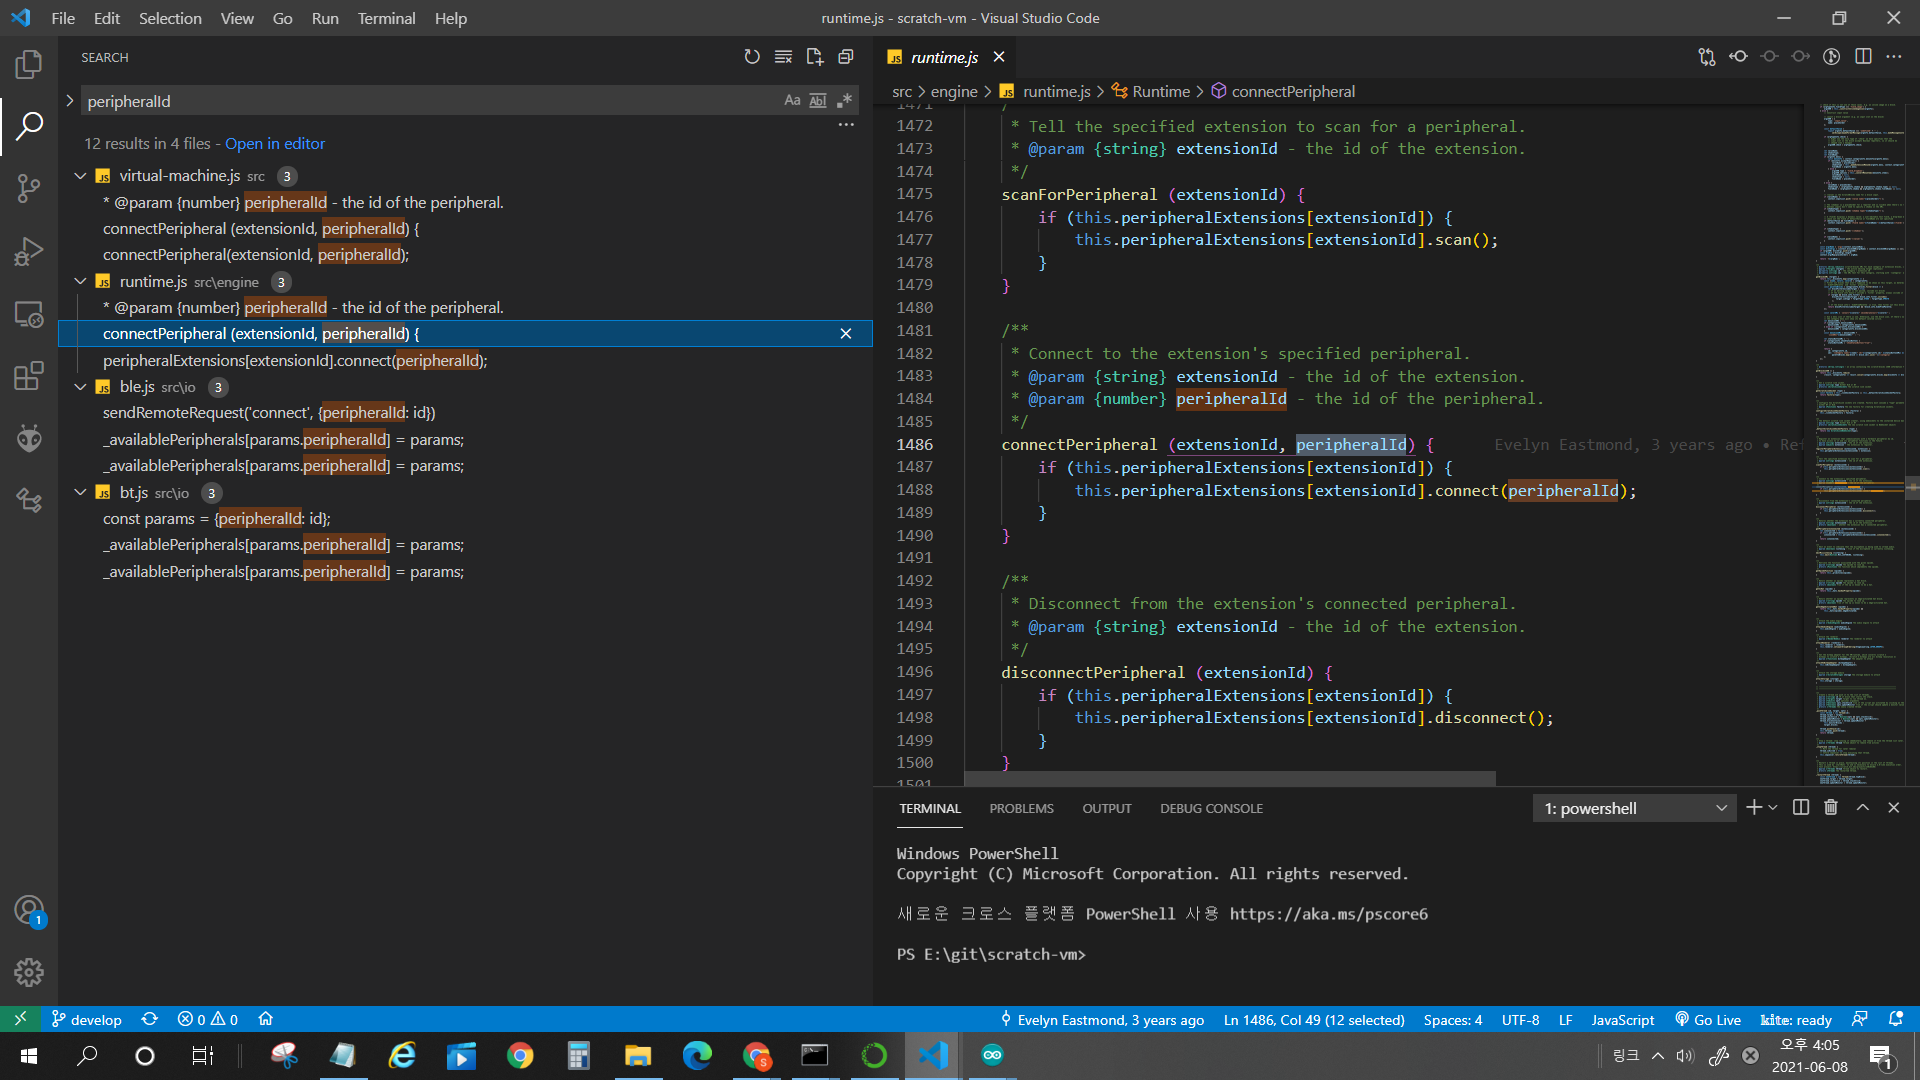 File Edit Selection View Go Run Terminal Help
runtime.js - scratch-vm - Visual Studio Code
SEARCH
peripheralId
Aa Abl .*
12 results in 4 files - Open in editor
virtual-machine.js src 3
* @param {number} peripheralId - the id of the peripheral.
connectPeripheral (extensionId, peripheralId) {
connectPeripheral(extensionId, peripheralId);
runtime.js src\engine 3
* @param {number} peripheralId - the id of the peripheral.
connectPeripheral (extensionId, peripheralId) {
peripheralExtensions[extensionId].connect(peripheralId);
ble.js src\io 3
sendRemoteRequest('connect', {peripheralId: id})
_availablePeripherals[params.peripheralId] = params;
_availablePeripherals[params.peripheralId] = params;
bt.js src\io 3
const params = {peripheralId: id};
_availablePeripherals[params.peripheralId] = params;
_availablePeripherals[params.peripheralId] = params;
1
JS runtime.js
src > engine > JS runtime.js > Runtime > connectPeripheral
1471
1472 * Tell the specified extension to scan for a peripheral.
1473 * @param {string} extensionId - the id of the extension.
1474 */
1475 scanForPeripheral (extensionId) {
1476 if (this.peripheralExtensions[extensionId]) {
1477 this.peripheralExtensions[extensionId].scan();
1478 }
1479 }
1480
1481 /**
1482 * Connect to the extension's specified peripheral.
1483 * @param {string} extensionId - the id of the extension.
1484 * @param {number} peripheralId - the id of the peripheral.
1485 */
1486 connectPeripheral (extensionId, peripheralId) { Evelyn Eastmond, 3 years ago • Ref
1487 if (this.peripheralExtensions[extensionId]) {
1488 this.peripheralExtensions[extensionId].connect(peripheralId);
1489 }
1490 }
1491
1492 /**
1493 * Disconnect from the extension's connected peripheral.
1494 * @param {string} extensionId - the id of the extension.
1495 */
1496 disconnectPeripheral (extensionId) {
1497 if (this.peripheralExtensions[extensionId]) {
1498 this.peripheralExtensions[extensionId].disconnect();
1499 }
1500 }
1501
TERMINAL PROBLEMS OUTPUT DEBUG CONSOLE 1: powershell
Windows PowerShell
Copyright (C) Microsoft Corporation. All rights reserved.
새로운 크로스 플랫폼 PowerShell 사용 https://aka.ms/pscore6
PS E:\git\scratch-vm>
develop 0 0 Evelyn Eastmond, 3 years ago Ln 1486, Col 49 (12 selected) Spaces: 4 UTF-8 LF JavaScript Go Live kite: ready
링크 오후 4:05
2021-06-08
1